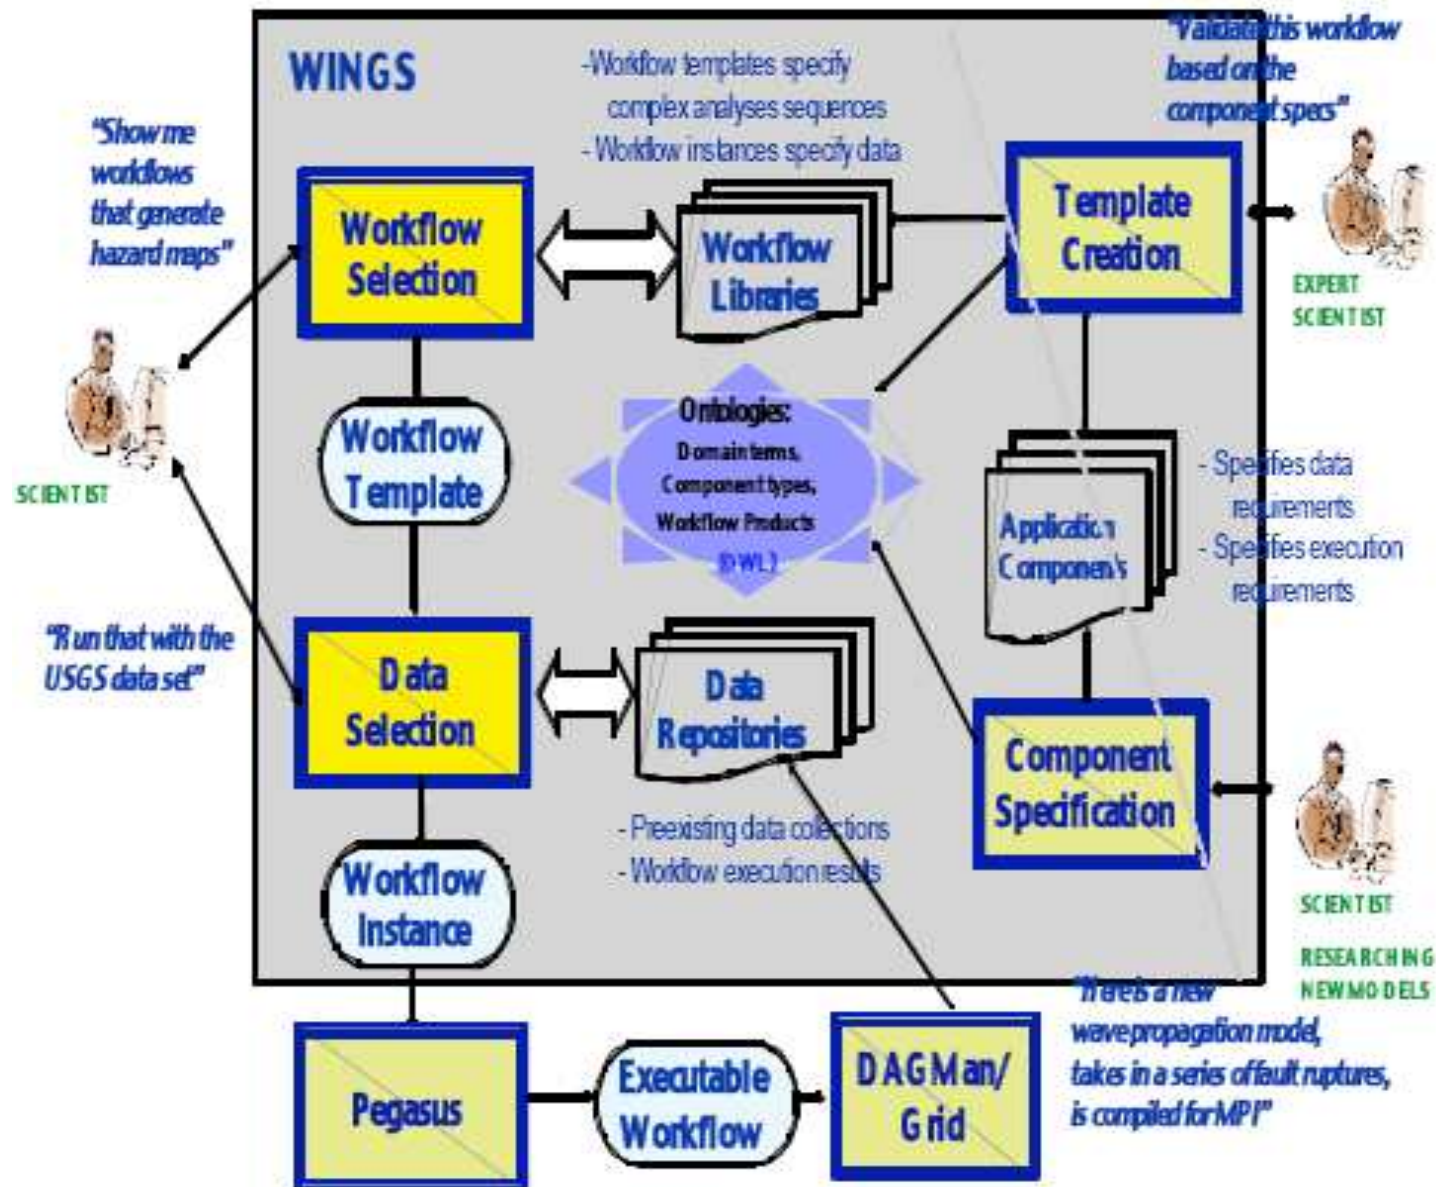 WINGS
-Workflow templates specify
complex analyses sequences
- Workflow instances specify data
"Validate this workflow
based on the
component specs"
"Show me
workflows
that generate
hazard maps"
Workflow
Selection
Workflow
Libraries
Template
Creation
EXPERT
SCIENTIST
SCIENTIST
Workflow
Template
Ontologies:
Domain terms,
Component types,
Workflow Products
(OWL)
Application
Components
- Specifies data
requirements
- Specifies execution
requirements
"Run that with the
USGS data set"
Data
Selection
Data
Repositories
- Preexisting data colections
- Workflow execution results
Component
Specification
SCIENTIST
RESEARCHING
NEW MODELS
Workflow
Instance
Pegasus
Executable
Workflow
DAGMan/
Grid
"Here is a new
wave propagation model,
takes in a series of fault ruptures,
is compiled for MPI"